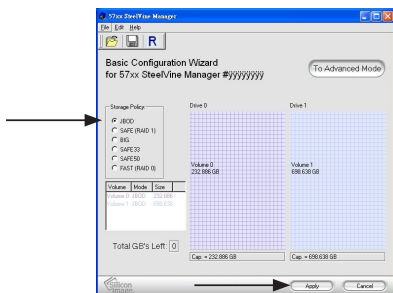 57xx SteelVine Manager
File Edit Help
R
Basic Configuration Wizard
for 57xx SteelVine Manager #ÿÿÿÿÿÿÿÿ
To Advanced Mode
Storage Policy:
JBOD
SAFE (RAID 1)
BIG
SAFE33
SAFE50
FAST (RAID 0)
Drive 0
Drive 1
Volume 0
232.886 GB
Volume 1
698.638 GB
Volume Mode Size
Volume 0 JBOD 232.886
Volume 1 JBOD 698.638
Total GB's Left: 0
Cap. = 232.886 GB
Cap. = 698.638 GB
Silicon Image
Apply
Cancel